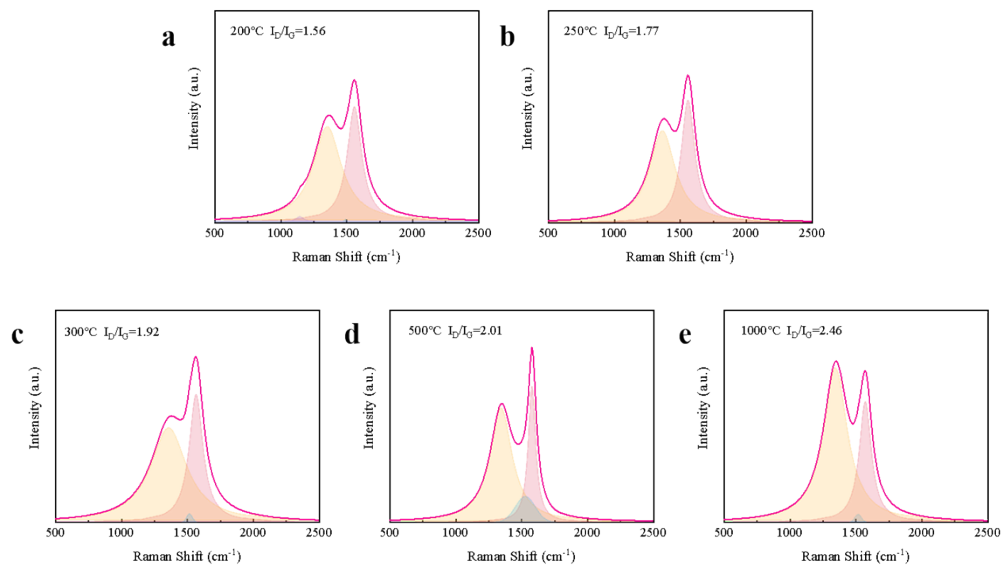 a
200°C I_D/I_G=1.56
Intensity (a.u.)
500 1000 1500 2000 2500
Raman Shift (cm⁻¹)
b
250°C I_D/I_G=1.77
Intensity (a.u.)
500 1000 1500 2000 2500
Raman Shift (cm⁻¹)
c
300°C I_D/I_G=1.92
Intensity (a.u.)
500 1000 1500 2000 2500
Raman Shift (cm⁻¹)
d
500°C I_D/I_G=2.01
Intensity (a.u.)
500 1000 1500 2000 2500
Raman Shift (cm⁻¹)
e
1000°C I_D/I_G=2.46
Intensity (a.u.)
500 1000 1500 2000 2500
Raman Shift (cm⁻¹)